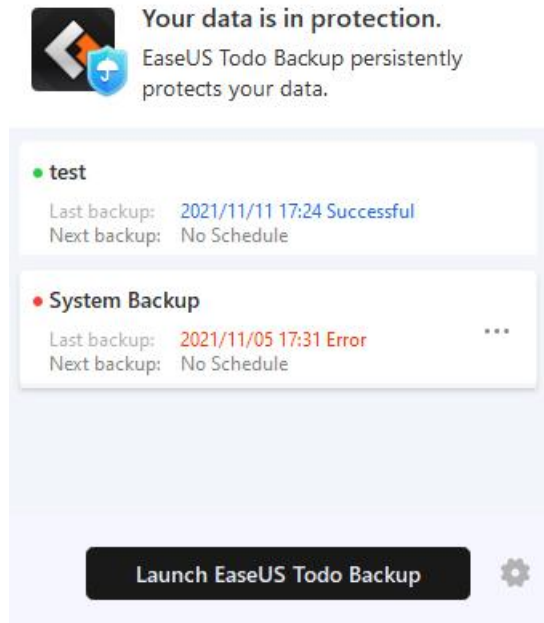 Your data is in protection.
EaseUS Todo Backup persistently
protects your data.
test
Last backup: 2021/11/11 17:24 Successful
Next backup: No Schedule
System Backup
Last backup: 2021/11/05 17:31 Error
Next backup: No Schedule
Launch EaseUS Todo Backup